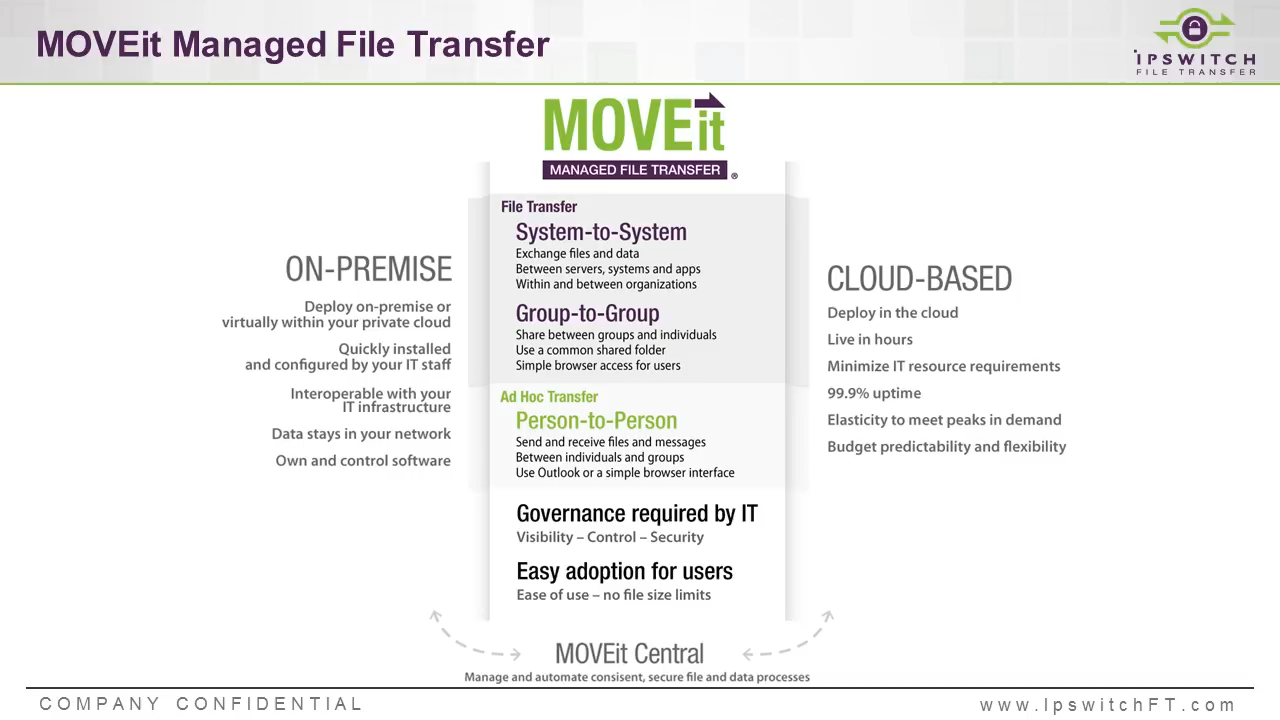 MOVEit Managed File Transfer
IPSWITCH
FILE TRANSFER
MOVEit
MANAGED FILE TRANSFER ®
File Transfer
System-to-System
Exchange files and data
Between servers, systems and apps
Within and between organizations
Group-to-Group
Share between groups and individuals
Use a common shared folder
Simple browser access for users
Ad Hoc Transfer
Person-to-Person
Send and receive files and messages
Between individuals and groups
Use Outlook or a simple browser interface
Governance required by IT
Visibility – Control – Security
Easy adoption for users
Ease of use – no file size limits
ON-PREMISE
Deploy on-premise or
virtually within your private cloud
Quickly installed
and configured by your IT staff
Interoperable with your
IT infrastructure
Data stays in your network
Own and control software
CLOUD-BASED
Deploy in the cloud
Live in hours
Minimize IT resource requirements
99.9% uptime
Elasticity to meet peaks in demand
Budget predictability and flexibility
MOVEit Central
Manage and automate consisent, secure file and data processes
COMPANY CONFIDENTIAL
www.IpswitchFT.com